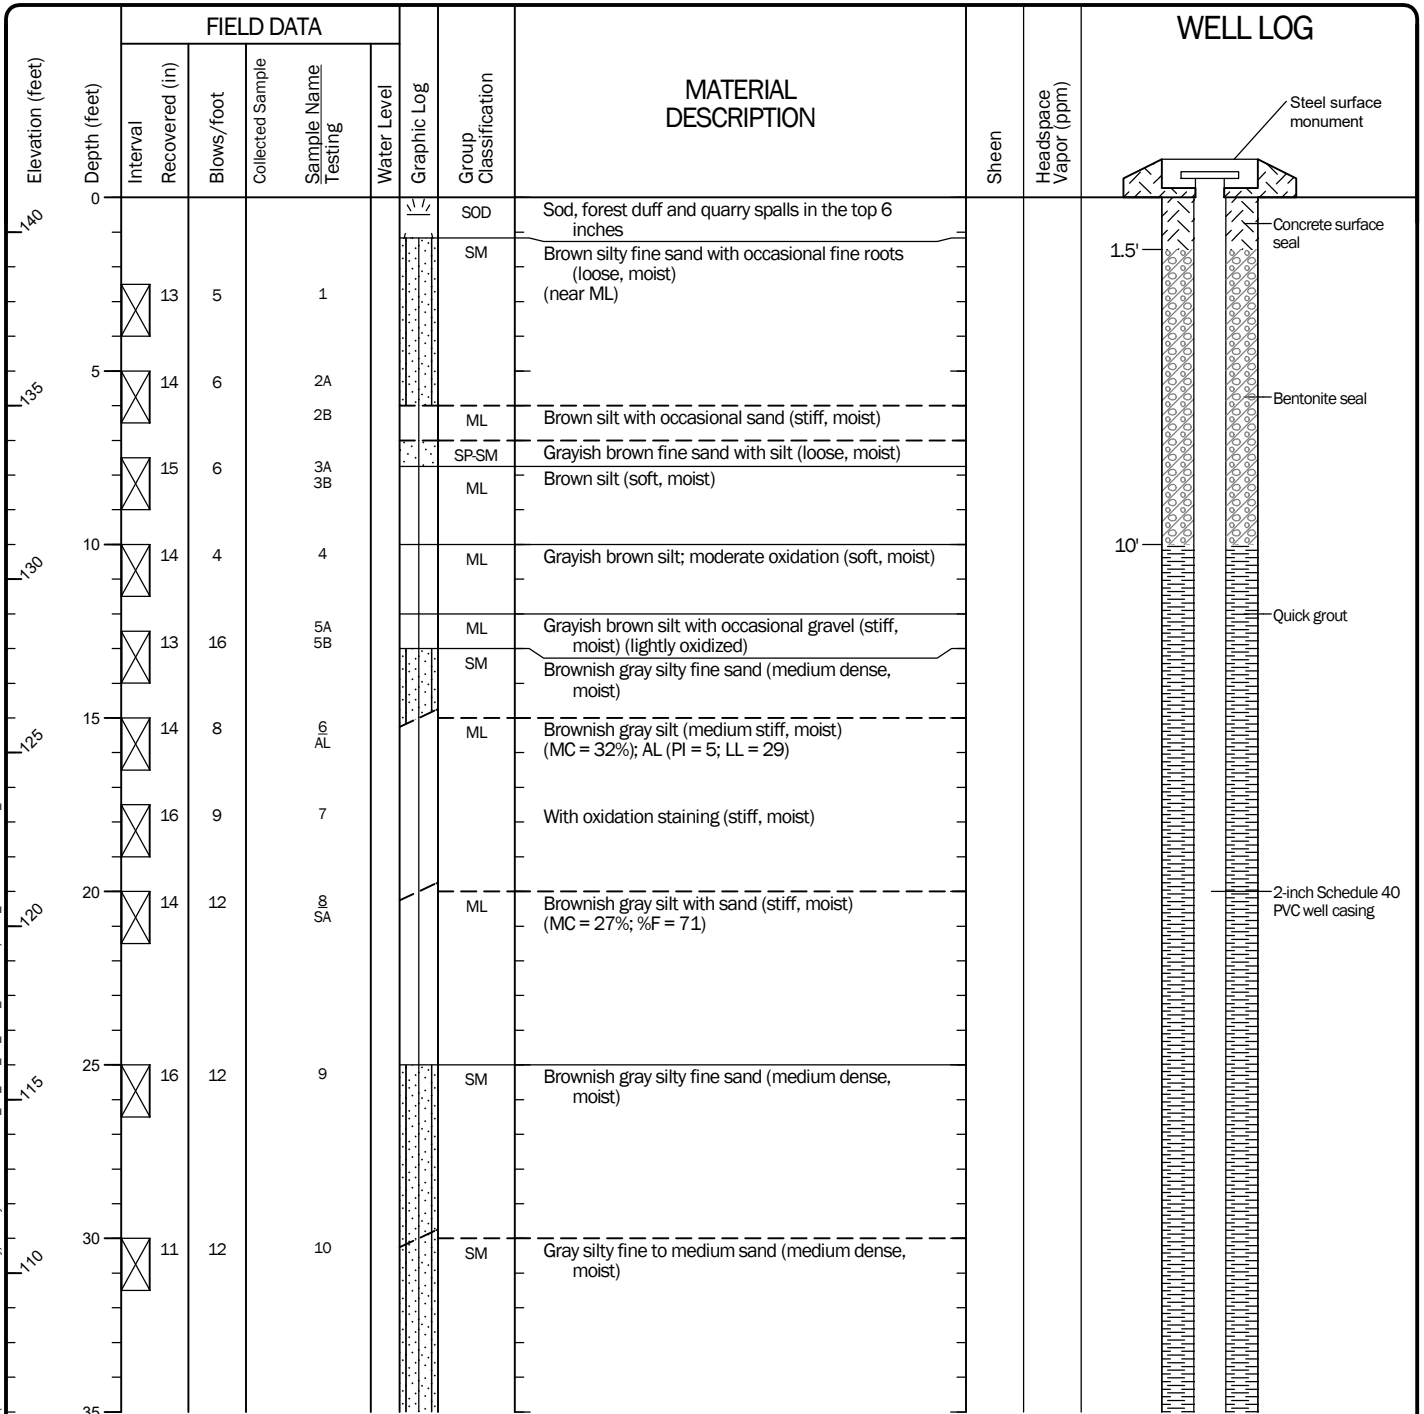 FIELD DATA
WELL LOG
Elevation (feet)
Depth (feet)
Interval
Recovered (in)
Blows/foot
Collected Sample
Sample Name
Testing
Water Level
Graphic Log
Group
Classification
MATERIAL
DESCRIPTION
Sheen
Headspace
Vapor (ppm)
Steel surface
monument
0
140
SOD
Sod, forest duff and quarry spalls in the top 6
inches
Concrete surface
seal
1.5'
SM
Brown silty fine sand with occasional fine roots
(loose, moist)
(near ML)
13 5 1
5
135
14 6 2A
2B
Bentonite seal
ML
Brown silt with occasional sand (stiff, moist)
SP-SM
Grayish brown fine sand with silt (loose, moist)
15 6 3A
3B
ML
Brown silt (soft, moist)
10
130
14 4 4
ML
Grayish brown silt; moderate oxidation (soft, moist)
10'
Quick grout
13 16 5A
5B
ML
Grayish brown silt with occasional gravel (stiff,
moist) (lightly oxidized)
SM
Brownish gray silty fine sand (medium dense,
moist)
15
125
14 8 6
AL
ML
Brownish gray silt (medium stiff, moist)
(MC = 32%); AL (PI = 5; LL = 29)
16 9 7
With oxidation staining (stiff, moist)
20
120
14 12 8
SA
ML
Brownish gray silt with sand (stiff, moist)
(MC = 27%; %F = 71)
2-inch Schedule 40
PVC well casing
25
115
16 12 9
SM
Brownish gray silty fine sand (medium dense,
moist)
30
110
11 12 10
SM
Gray silty fine to medium sand (medium dense,
moist)
35